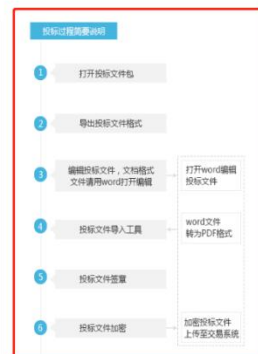 投标过程简要说明
1
打开投标文件包
2
导出投标文件格式
3
编辑投标文件，文档格式
文件请用word打开编辑
打开word编辑
投标文件
4
投标文件导入工具
word文件
转为PDF格式
5
投标文件签章
6
投标文件加密
加密投标文件
上传至交易系统